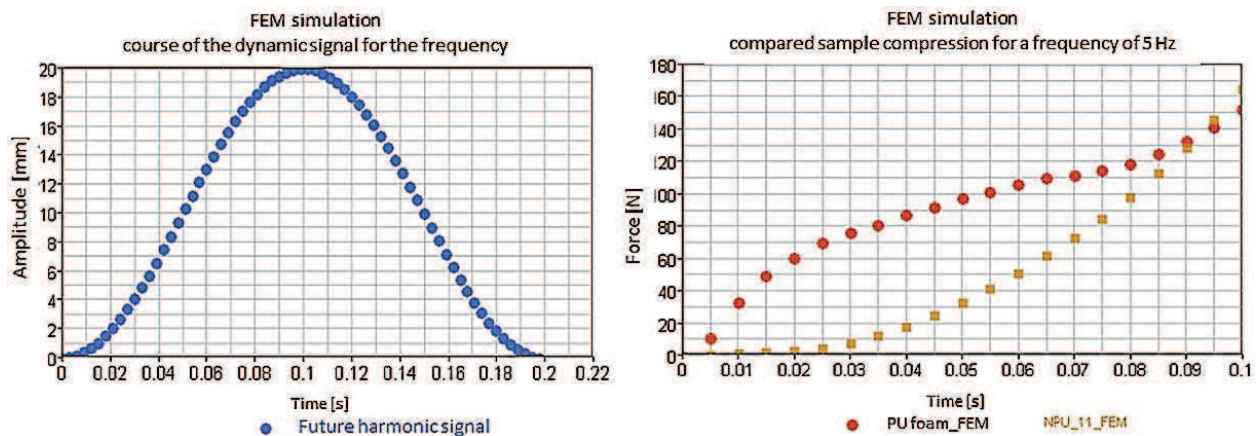 FEM simulation
course of the dynamic signal for the frequency
Amplitude [mm]
20
18
16
14
12
10
8
6
4
2
0
0 0.02 0.04 0.06 0.08 0.1 0.12 0.14 0.16 0.18 0.2 0.22
Time [s]
Future harmonic signal
FEM simulation
compared sample compression for a frequency of 5 Hz
Force [N]
180
160
140
120
100
80
60
40
20
0
0 0.01 0.02 0.03 0.04 0.05 0.06 0.07 0.08 0.09 0.1
Time [s]
PU foam_FEM NPU_11_FEM